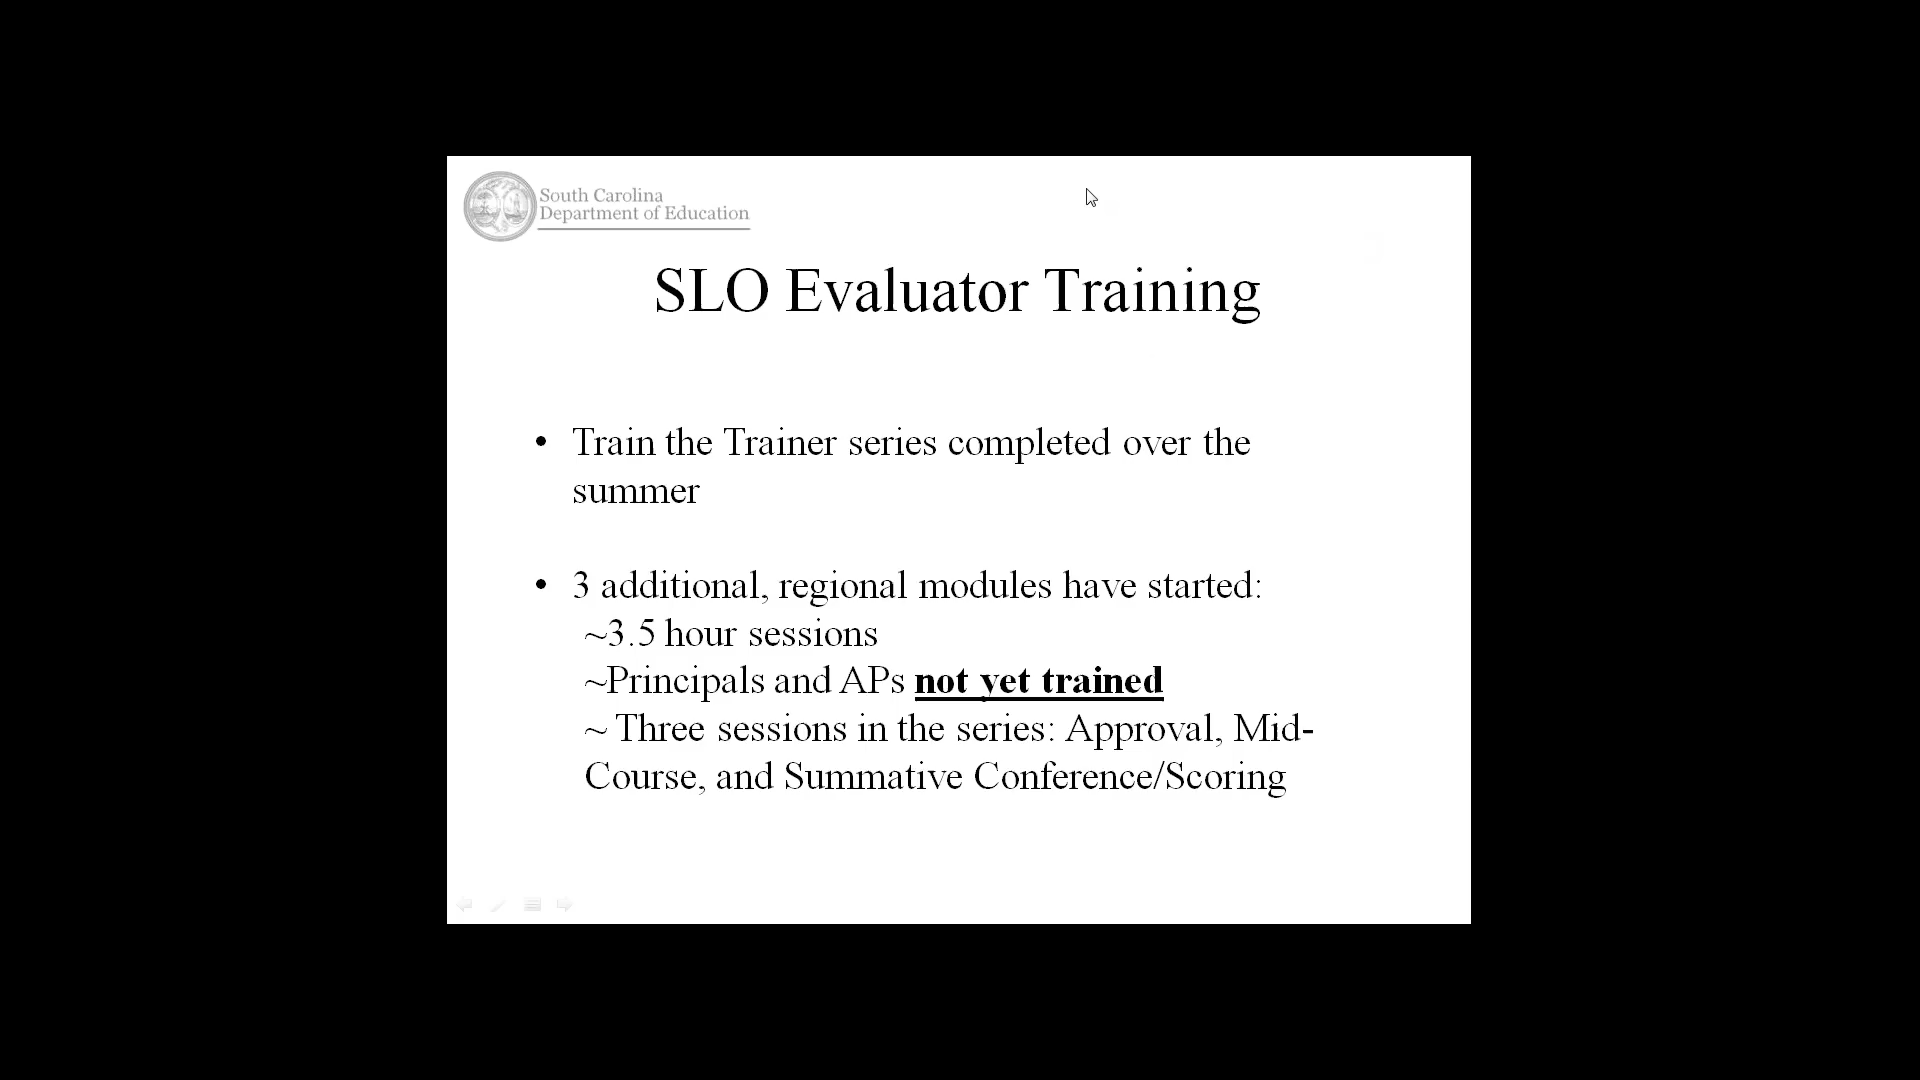 South Carolina
Department of Education
SLO Evaluator Training
• Train the Trainer series completed over the
summer
• 3 additional, regional modules have started:
~3.5 hour sessions
~Principals and APs not yet trained
~ Three sessions in the series: Approval, Mid-
Course, and Summative Conference/Scoring